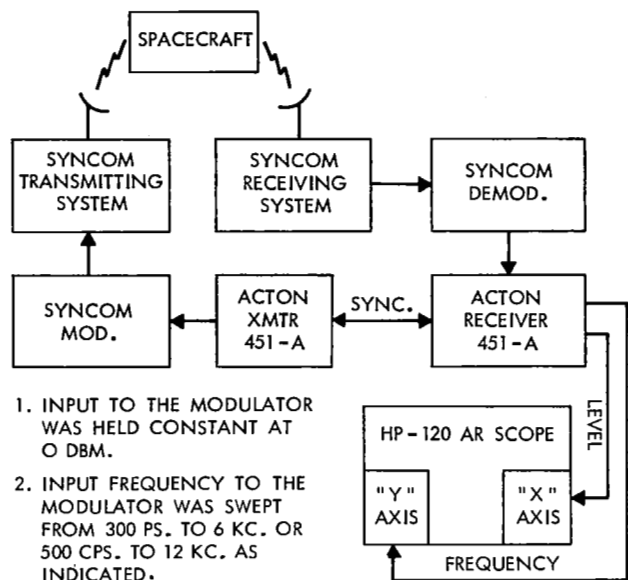 SPACECRAFT
SYNCOM
TRANSMITTING
SYSTEM
SYNCOM
RECEIVING
SYSTEM
SYNCOM
DEMOD.
SYNCOM
MOD.
ACTON
XMTR
451-A
SYNC.
ACTON
RECEIVER
451-A
1. INPUT TO THE MODULATOR
WAS HELD CONSTANT AT
O DBM.
2. INPUT FREQUENCY TO THE
MODULATOR WAS SWEPT
FROM 300 PS. TO 6 KC. OR
500 CPS. TO 12 KC. AS
INDICATED.
HP-120 AR SCOPE
"Y"
AXIS
"X"
AXIS
LEVEL
FREQUENCY